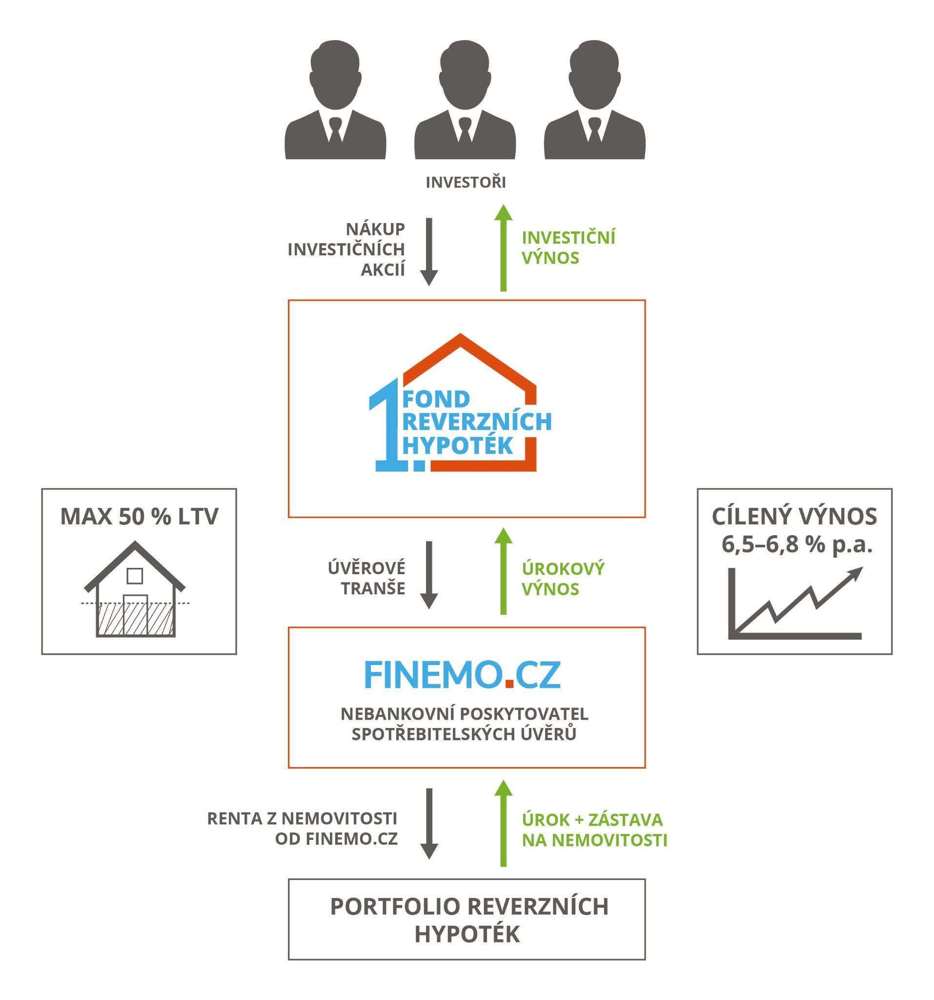 INVESTOŘI
NÁKUP
INVESTIČNÍCH
AKCIÍ
INVESTIČNÍ
VÝNOS
1.
FOND
REVERZNÍCH
HYPOTÉK
MAX 50 % LTV
CÍLENÝ VÝNOS
6,5–6,8 % p.a.
ÚVĚROVÉ
TRANŠE
ÚROKOVÝ
VÝNOS
FINEMO.CZ
NEBANKOVNÍ POSKYTOVATEL
SPOTŘEBITELSKÝCH ÚVĚRŮ
RENTA Z NEMOVITOSTI
OD FINEMO.CZ
ÚROK + ZÁSTAVA
NA NEMOVITOSTI
PORTFOLIO REVERZNÍCH
HYPOTÉK